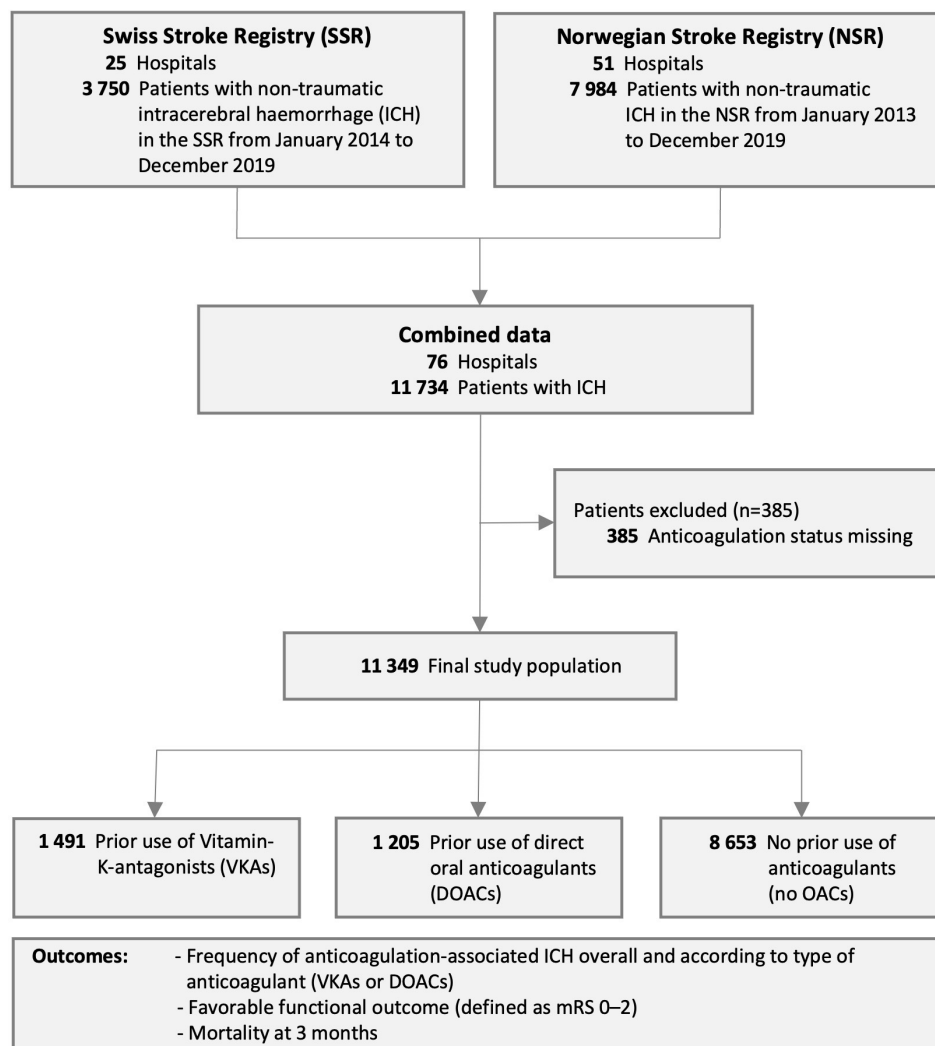 Swiss Stroke Registry (SSR)
25 Hospitals
3 750 Patients with non-traumatic
intracerebral haemorrhage (ICH)
in the SSR from January 2014 to
December 2019
Norwegian Stroke Registry (NSR)
51 Hospitals
7 984 Patients with non-traumatic
ICH in the NSR from January 2013
to December 2019
Combined data
76 Hospitals
11 734 Patients with ICH
Patients excluded (n=385)
385 Anticoagulation status missing
11 349 Final study population
1 491 Prior use of Vitamin-
K-antagonists (VKAs)
1 205 Prior use of direct
oral anticoagulants
(DOACs)
8 653 No prior use of
anticoagulants
(no OACs)
Outcomes: - Frequency of anticoagulation-associated ICH overall and according to type of
anticoagulant (VKAs or DOACs)
- Favorable functional outcome (defined as mRS 0–2)
- Mortality at 3 months